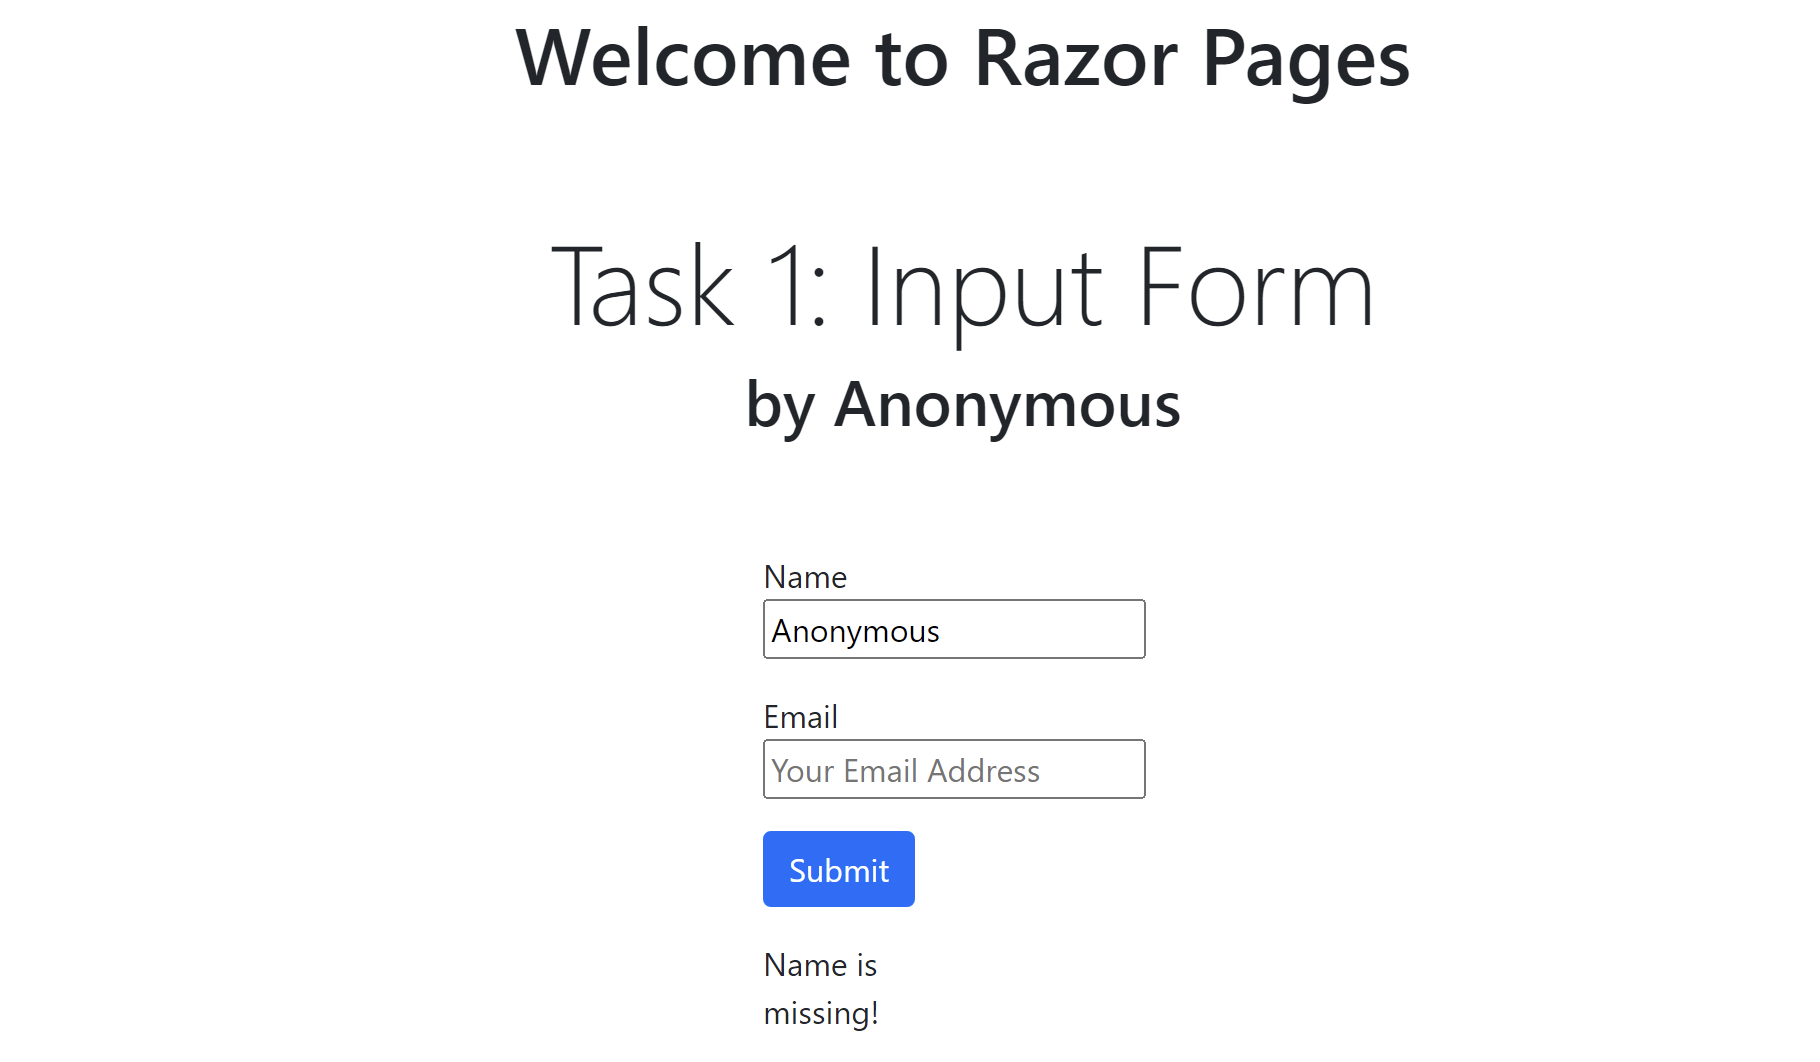 Welcome to Razor Pages
Task 1: Input Form
by Anonymous
Name
Anonymous
Email
Your Email Address
Submit
Name is
missing!